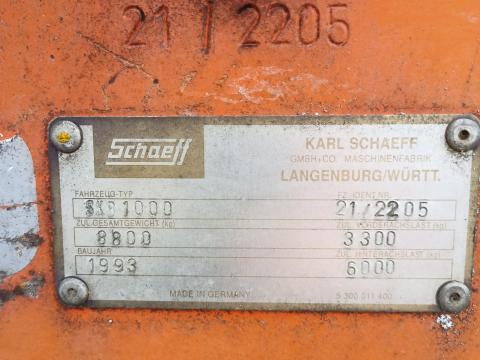 21/2205
Schaeff
KARL SCHAEFF
GMBH+CO. MASCHINENFABRIK
LANGENBURG/WÜRTT.
FAHRZEUG-TYP
FZ-IDENT.NR.
1000
21/2205
ZUL.GESAMTGEWICHT (kg)
ZUL.VORDERACHSLAST (kg)
8800
3300
BAUJAHR
ZUL.HINTERACHSLAST (kg)
1993
6000
MADE IN GERMANY
5 300 011 400